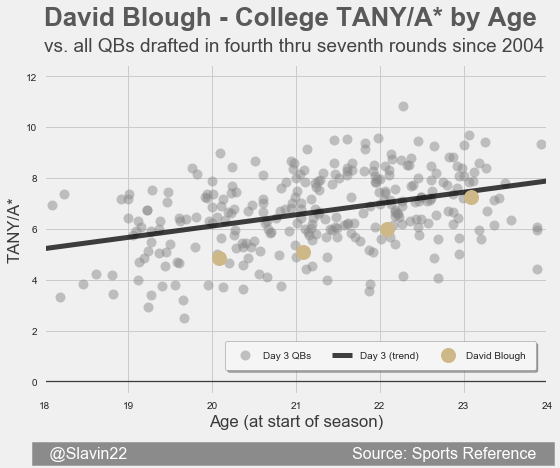 David Blough - College TANY/A* by Age
vs. all QBs drafted in fourth thru seventh rounds since 2004
12
10
8
6
4
2
0
TANY/A*
Day 3 QBs
Day 3 (trend)
David Blough
18 19 20 21 22 23 24
Age (at start of season)
@Slavin22
Source: Sports Reference